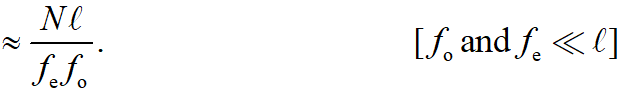 ≈ Nℓ / f_e f_o. [f_o and f_e ≪ ℓ]